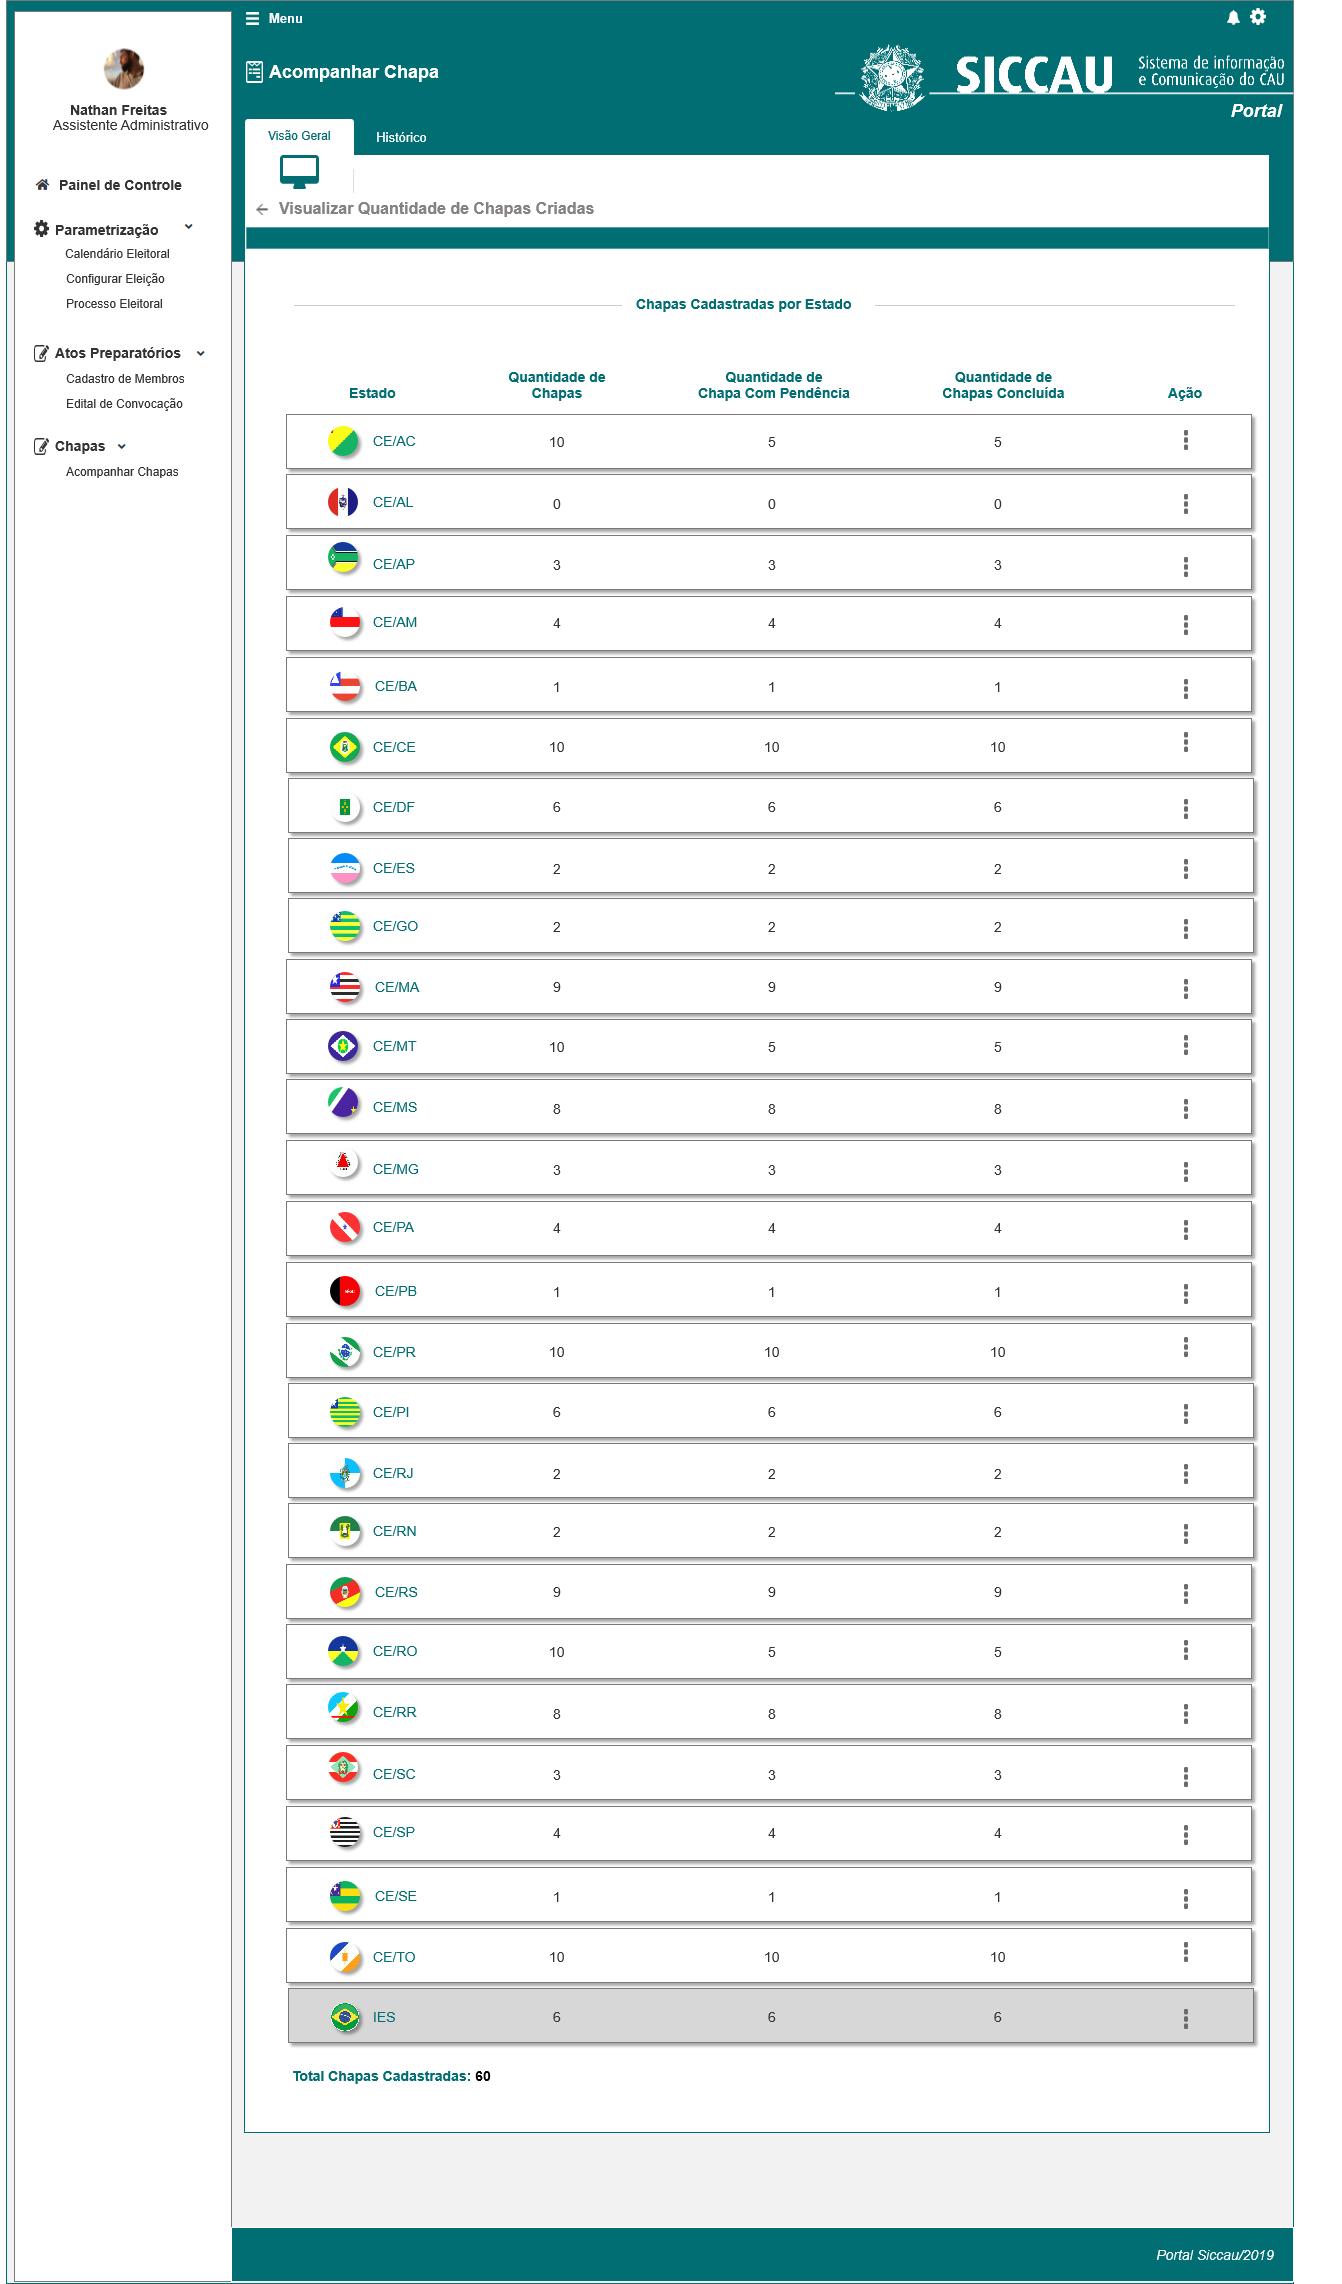 Menu
Acompanhar Chapa
SICCAU
Sistema de informação
e Comunicação do CAU
Portal
Nathan Freitas
Assistente Administrativo
Painel de Controle
Parametrização
Calendário Eleitoral
Configurar Eleição
Processo Eleitoral
Atos Preparatórios
Cadastro de Membros
Edital de Convocação
Chapas
Acompanhar Chapas
Visão Geral
Histórico
Visualizar Quantidade de Chapas Criadas
Chapas Cadastradas por Estado
Estado
Quantidade de
Chapas
Quantidade de
Chapa Com Pendência
Quantidade de
Chapas Concluída
Ação
CE/AC 10 5 5
CE/AL 0 0 0
CE/AP 3 3 3
CE/AM 4 4 4
CE/BA 1 1 1
CE/CE 10 10 10
CE/DF 6 6 6
CE/ES 2 2 2
CE/GO 2 2 2
CE/MA 9 9 9
CE/MT 10 5 5
CE/MS 8 8 8
CE/MG 3 3 3
CE/PA 4 4 4
CE/PB 1 1 1
CE/PR 10 10 10
CE/PI 6 6 6
CE/RJ 2 2 2
CE/RN 2 2 2
CE/RS 9 9 9
CE/RO 10 5 5
CE/RR 8 8 8
CE/SC 3 3 3
CE/SP 4 4 4
CE/SE 1 1 1
CE/TO 10 10 10
IES 6 6 6
Total Chapas Cadastradas: 60
Portal Siccau/2019